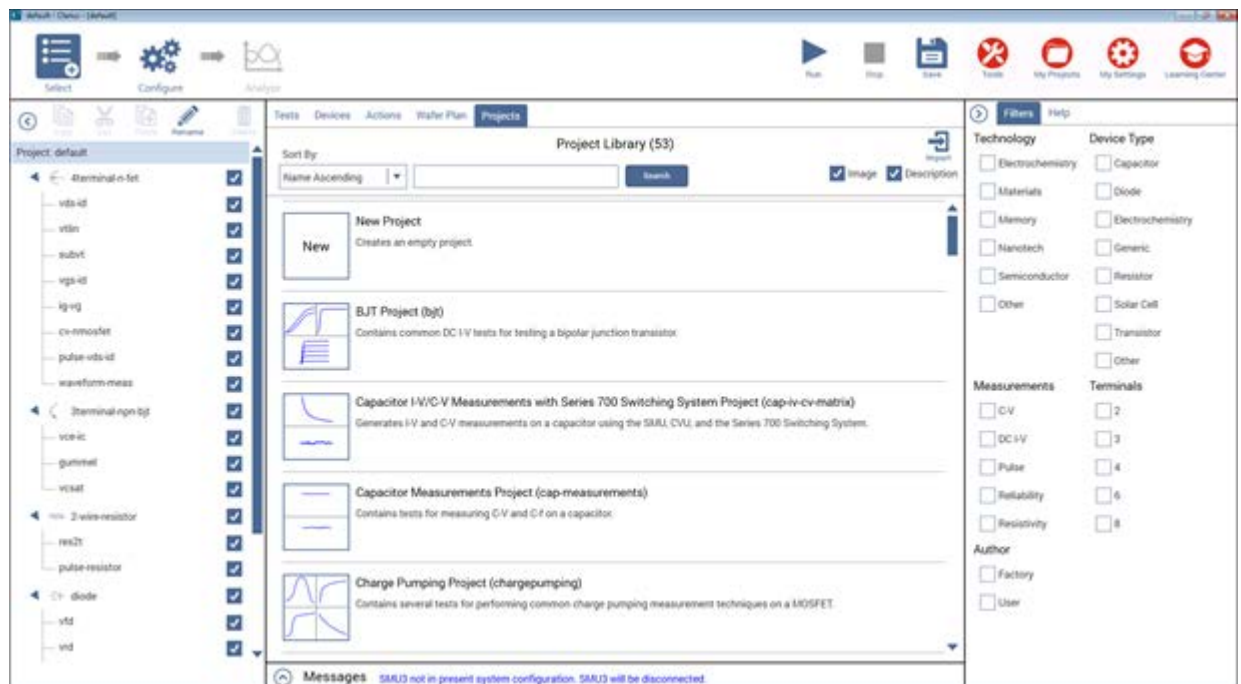 default - Clarius - [default]
Select
Configure
Analyze
Run
Stop
Save
Tools
My Projects
My Settings
Learning Center
Rename
Project: default
4terminal-n-fet
vds-id
vtlin
subvt
vgs-id
ig-vg
cv-nmosfet
pulse-vds-id
waveform-meas
3terminal-npn-bjt
vce-ic
gummel
vcsat
2-wire-resistor
res2t
pulse-resistor
diode
vfd
vrd
Tests Devices Actions Wafer Plan Projects
Project Library (53)
Import
Sort By:
Name Ascending
Search
Image
Description
New
New Project
Creates an empty project.
BJT Project (bjt)
Contains common DC I-V tests for testing a bipolar junction transistor.
Capacitor I-V/C-V Measurements with Series 700 Switching System Project (cap-iv-cv-matrix)
Generates I-V and C-V measurements on a capacitor using the SMU, CVU, and the Series 700 Switching System.
Capacitor Measurements Project (cap-measurements)
Contains tests for measuring C-V and C-f on a capacitor.
Charge Pumping Project (chargepumping)
Contains several tests for performing common charge pumping measurement techniques on a MOSFET.
Messages SMU3 not in present system configuration. SMU3 will be disconnected.
Filters Help
Technology
Electrochemistry
Materials
Memory
Nanotech
Semiconductor
Other
Device Type
Capacitor
Diode
Electrochemistry
Generic
Resistor
Solar Cell
Transistor
Other
Measurements
C-V
DC I-V
Pulse
Reliability
Resistivity
Terminals
2
3
4
6
8
Author
Factory
User